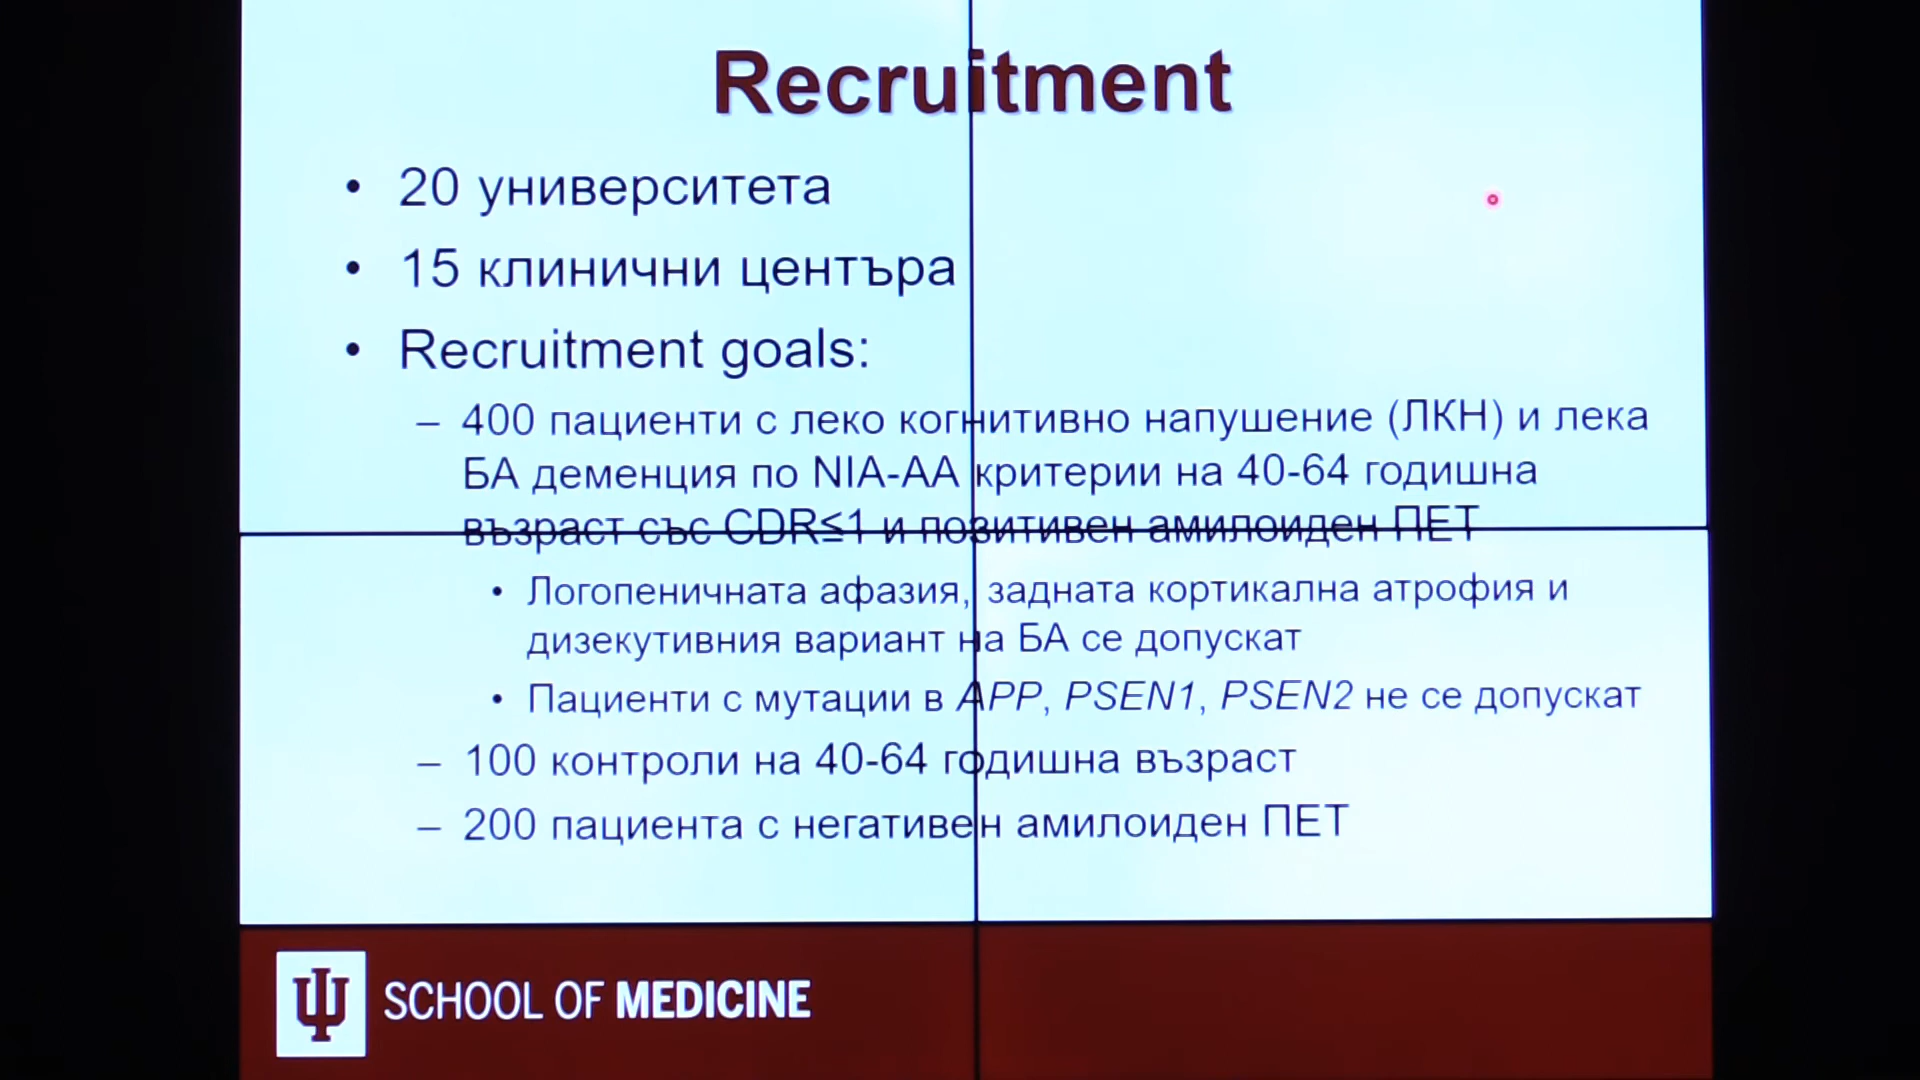 Recruitment
• 20 университета
• 15 клинични центъра
• Recruitment goals:
– 400 пациенти с леко когнитивно напушение (ЛКН) и лека
БА деменция по NIA-AA критерии на 40-64 годишна
възраст със CDR≤1 и позитивен амилоиден ПЕТ
• Логопеничната афазия, задната кортикална атрофия и
дизекутивния вариант на БА се допускат
• Пациенти с мутации в APP, PSEN1, PSEN2 не се допускат
– 100 контроли на 40-64 годишна възраст
– 200 пациента с негативен амилоиден ПЕТ
SCHOOL OF MEDICINE